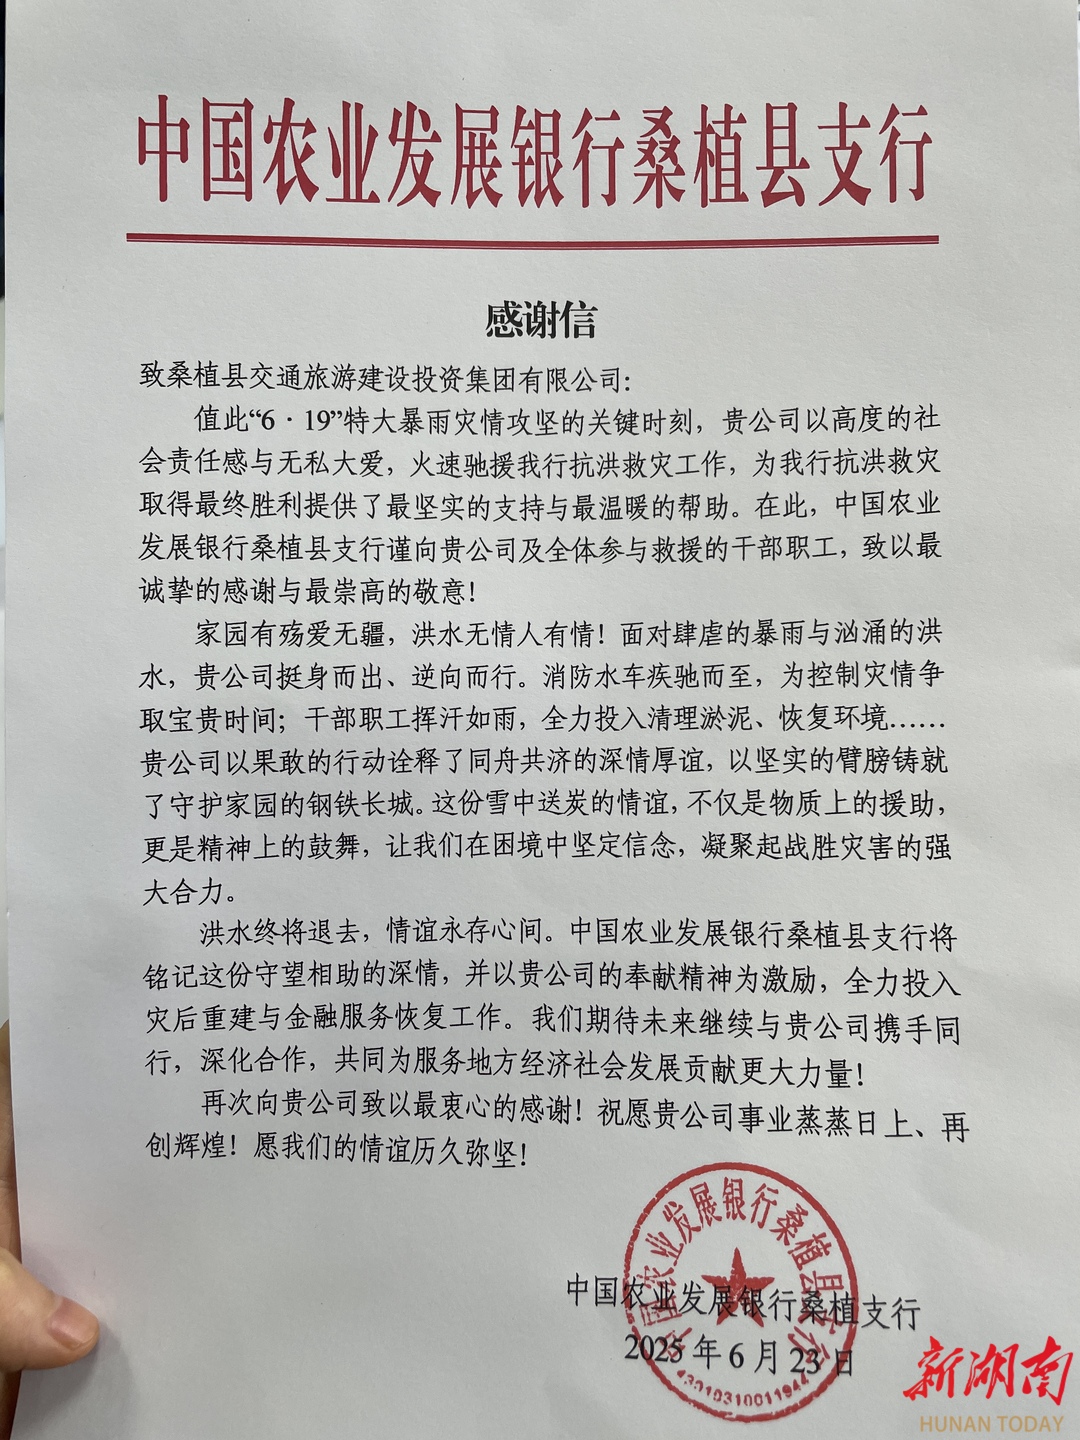 中国农业发展银行桑植县支行
感谢信
致桑植县交通旅游建设投资集团有限公司：
值此“6·19”特大暴雨灾情攻坚的关键时刻，贵公司以高度的社
会责任感与无私大爱，火速驰援我行抗洪救灾工作，为我行抗洪救灾
取得最终胜利提供了最坚实的支持与最温暖的帮助。在此，中国农业
发展银行桑植县支行谨向贵公司及全体参与救援的干部职工，致以最
诚挚的感谢与最崇高的敬意！
家园有殇爱无疆，洪水无情人有情！面对肆虐的暴雨与汹涌的洪
水，贵公司挺身而出、逆向而行。消防水车疾驰而至，为控制灾情争
取宝贵时间；干部职工挥汗如雨，全力投入清理淤泥、恢复环境……
贵公司以果敢的行动诠释了同舟共济的深情厚谊，以坚实的臂膀铸就
了守护家园的钢铁长城。这份雪中送炭的情谊，不仅是物质上的援助，
更是精神上的鼓舞，让我们在困境中坚定信念，凝聚起战胜灾害的强
大合力。
洪水终将退去，情谊永存心间。中国农业发展银行桑植县支行将
铭记这份守望相助的深情，并以贵公司的奉献精神为激励，全力投入
灾后重建与金融服务恢复工作。我们期待未来继续与贵公司携手同
行，深化合作，共同为服务地方经济社会发展贡献更大力量！
再次向贵公司致以最衷心的感谢！祝愿贵公司事业蒸蒸日上、再
创辉煌！愿我们的情谊历久弥坚！
中国农业发展银行桑植县支行
中国农业发展银行桑植支行
2025年6月23日
4301031001194
新湖南
HUNAN TODAY